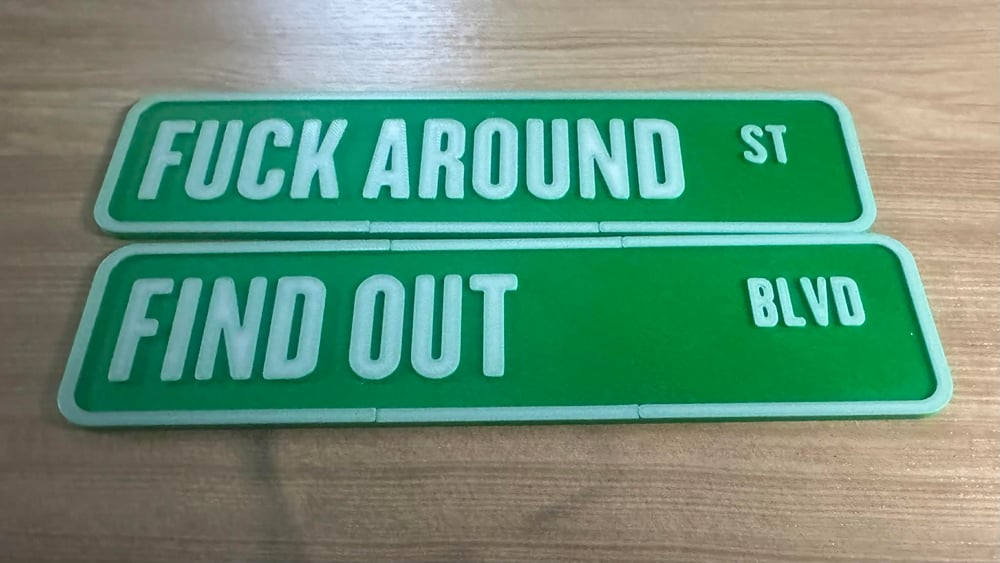 FUCK AROUND ST
FIND OUT BLVD